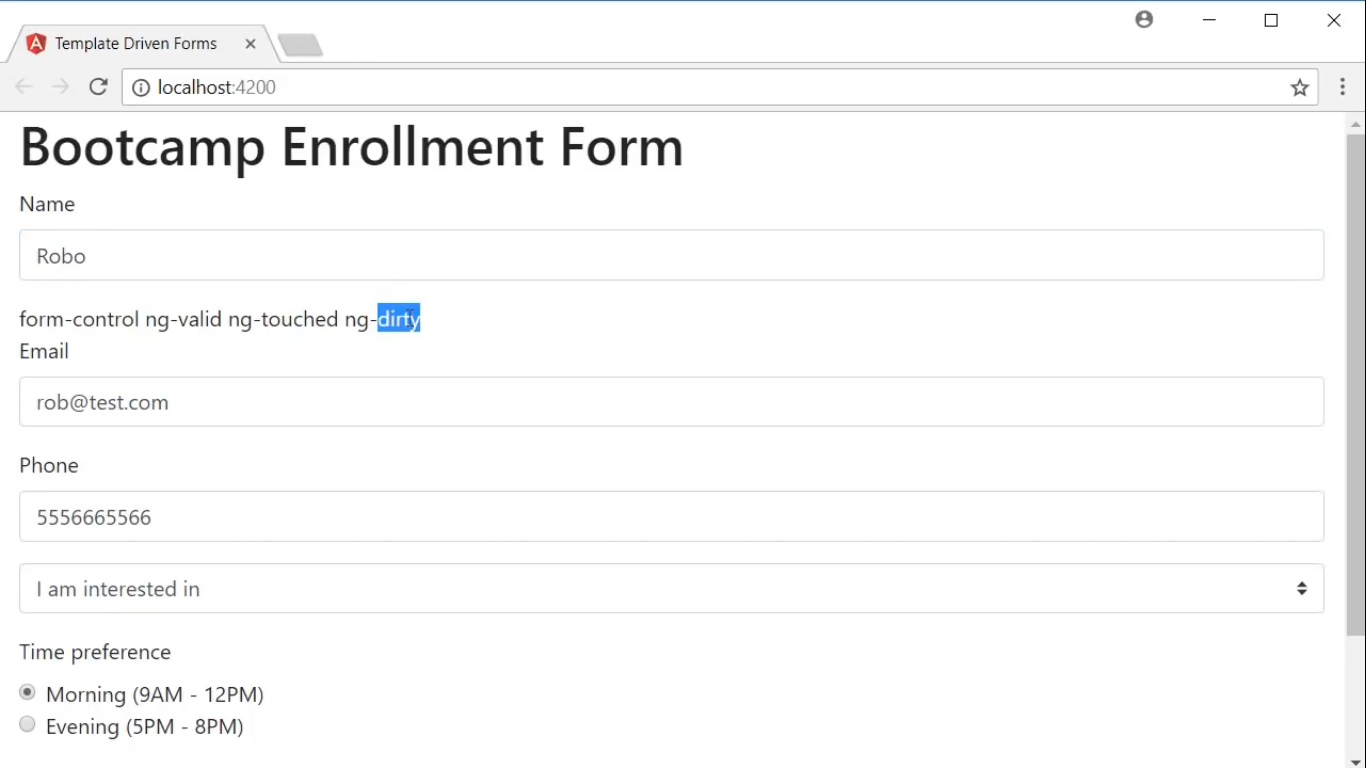 Template Driven Forms
localhost:4200
Bootcamp Enrollment Form
Name
Robo
form-control ng-valid ng-touched ng-dirty
Email
rob@test.com
Phone
5556665566
I am interested in
Time preference
Morning (9AM - 12PM)
Evening (5PM - 8PM)